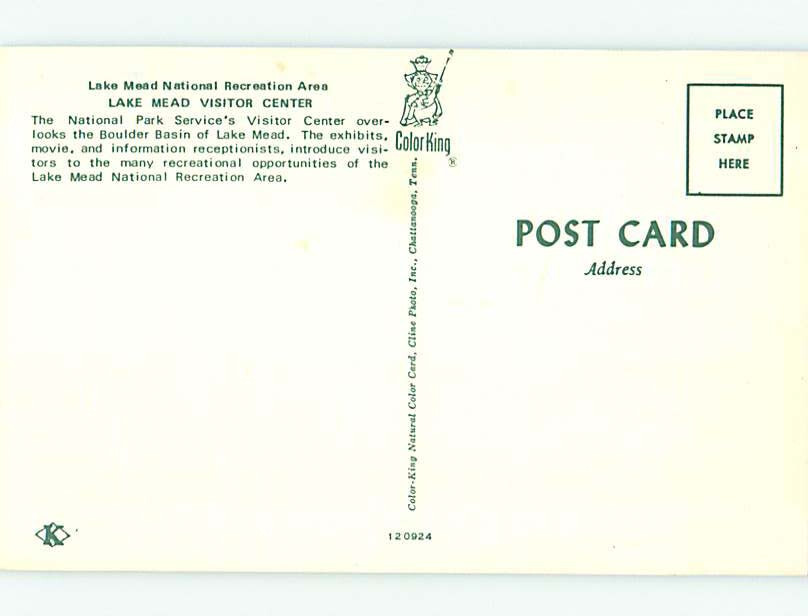 Lake Mead National Recreation Area
LAKE MEAD VISITOR CENTER
The National Park Service's Visitor Center over-
looks the Boulder Basin of Lake Mead. The exhibits,
movie, and information receptionists, introduce visi-
tors to the many recreational opportunities of the
Lake Mead National Recreation Area.
ColorKing
®
Color-King Natural Color Card, Cline Photo, Inc., Chattanooga, Tenn.
PLACE
STAMP
HERE
POST CARD
Address
K
120924